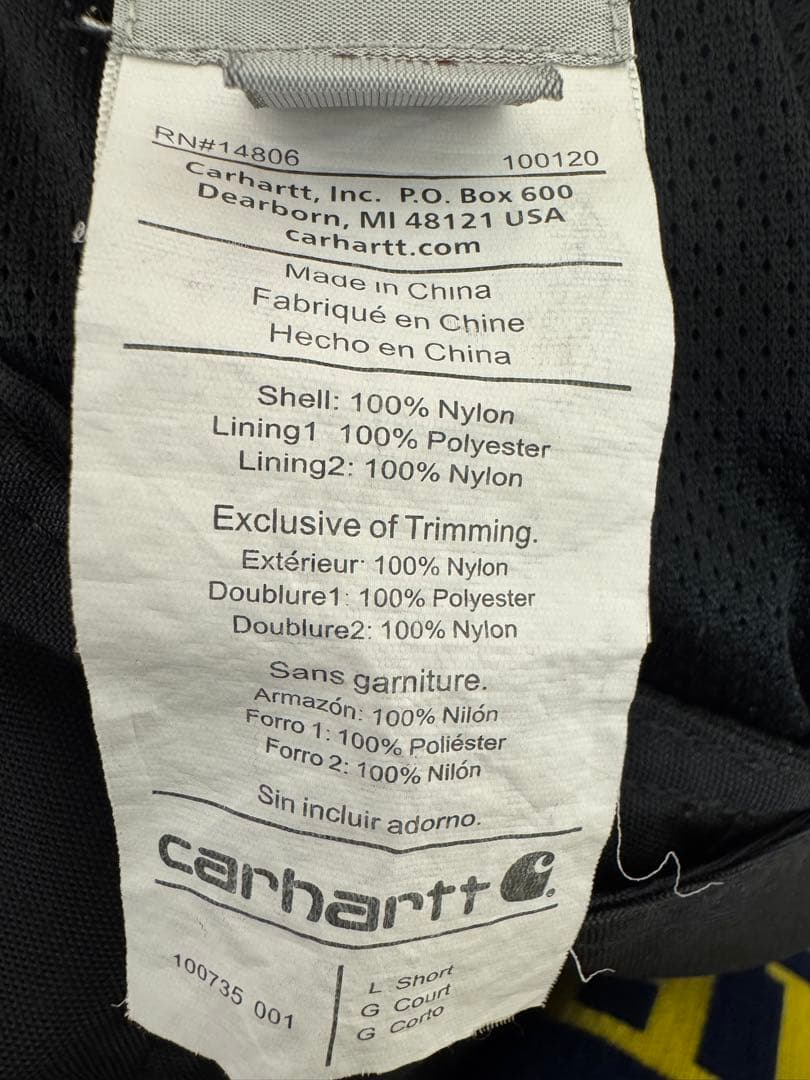 RN#14806 100120
Carhartt, Inc. P.O. Box 600
Dearborn, MI 48121 USA
carhartt.com
Made in China
Fabriqué en Chine
Hecho en China
Shell: 100% Nylon
Lining1 100% Polyester
Lining2: 100% Nylon
Exclusive of Trimming.
Extérieur: 100% Nylon
Doublure1: 100% Polyester
Doublure2: 100% Nylon
Sans garniture.
Armazón: 100% Nilón
Forro 1: 100% Poliéster
Forro 2: 100% Nilón
Sin incluir adorno.
carhartt
100735 001
L Short
G Court
G Corto